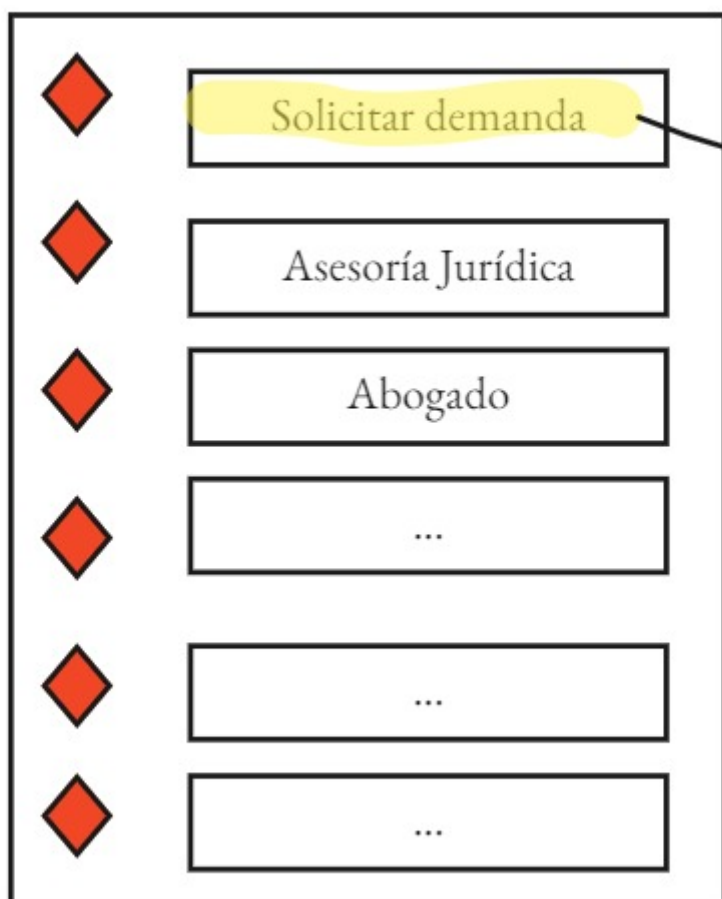 Solicitar demanda
Asesoría Jurídica
Abogado
...
...
...